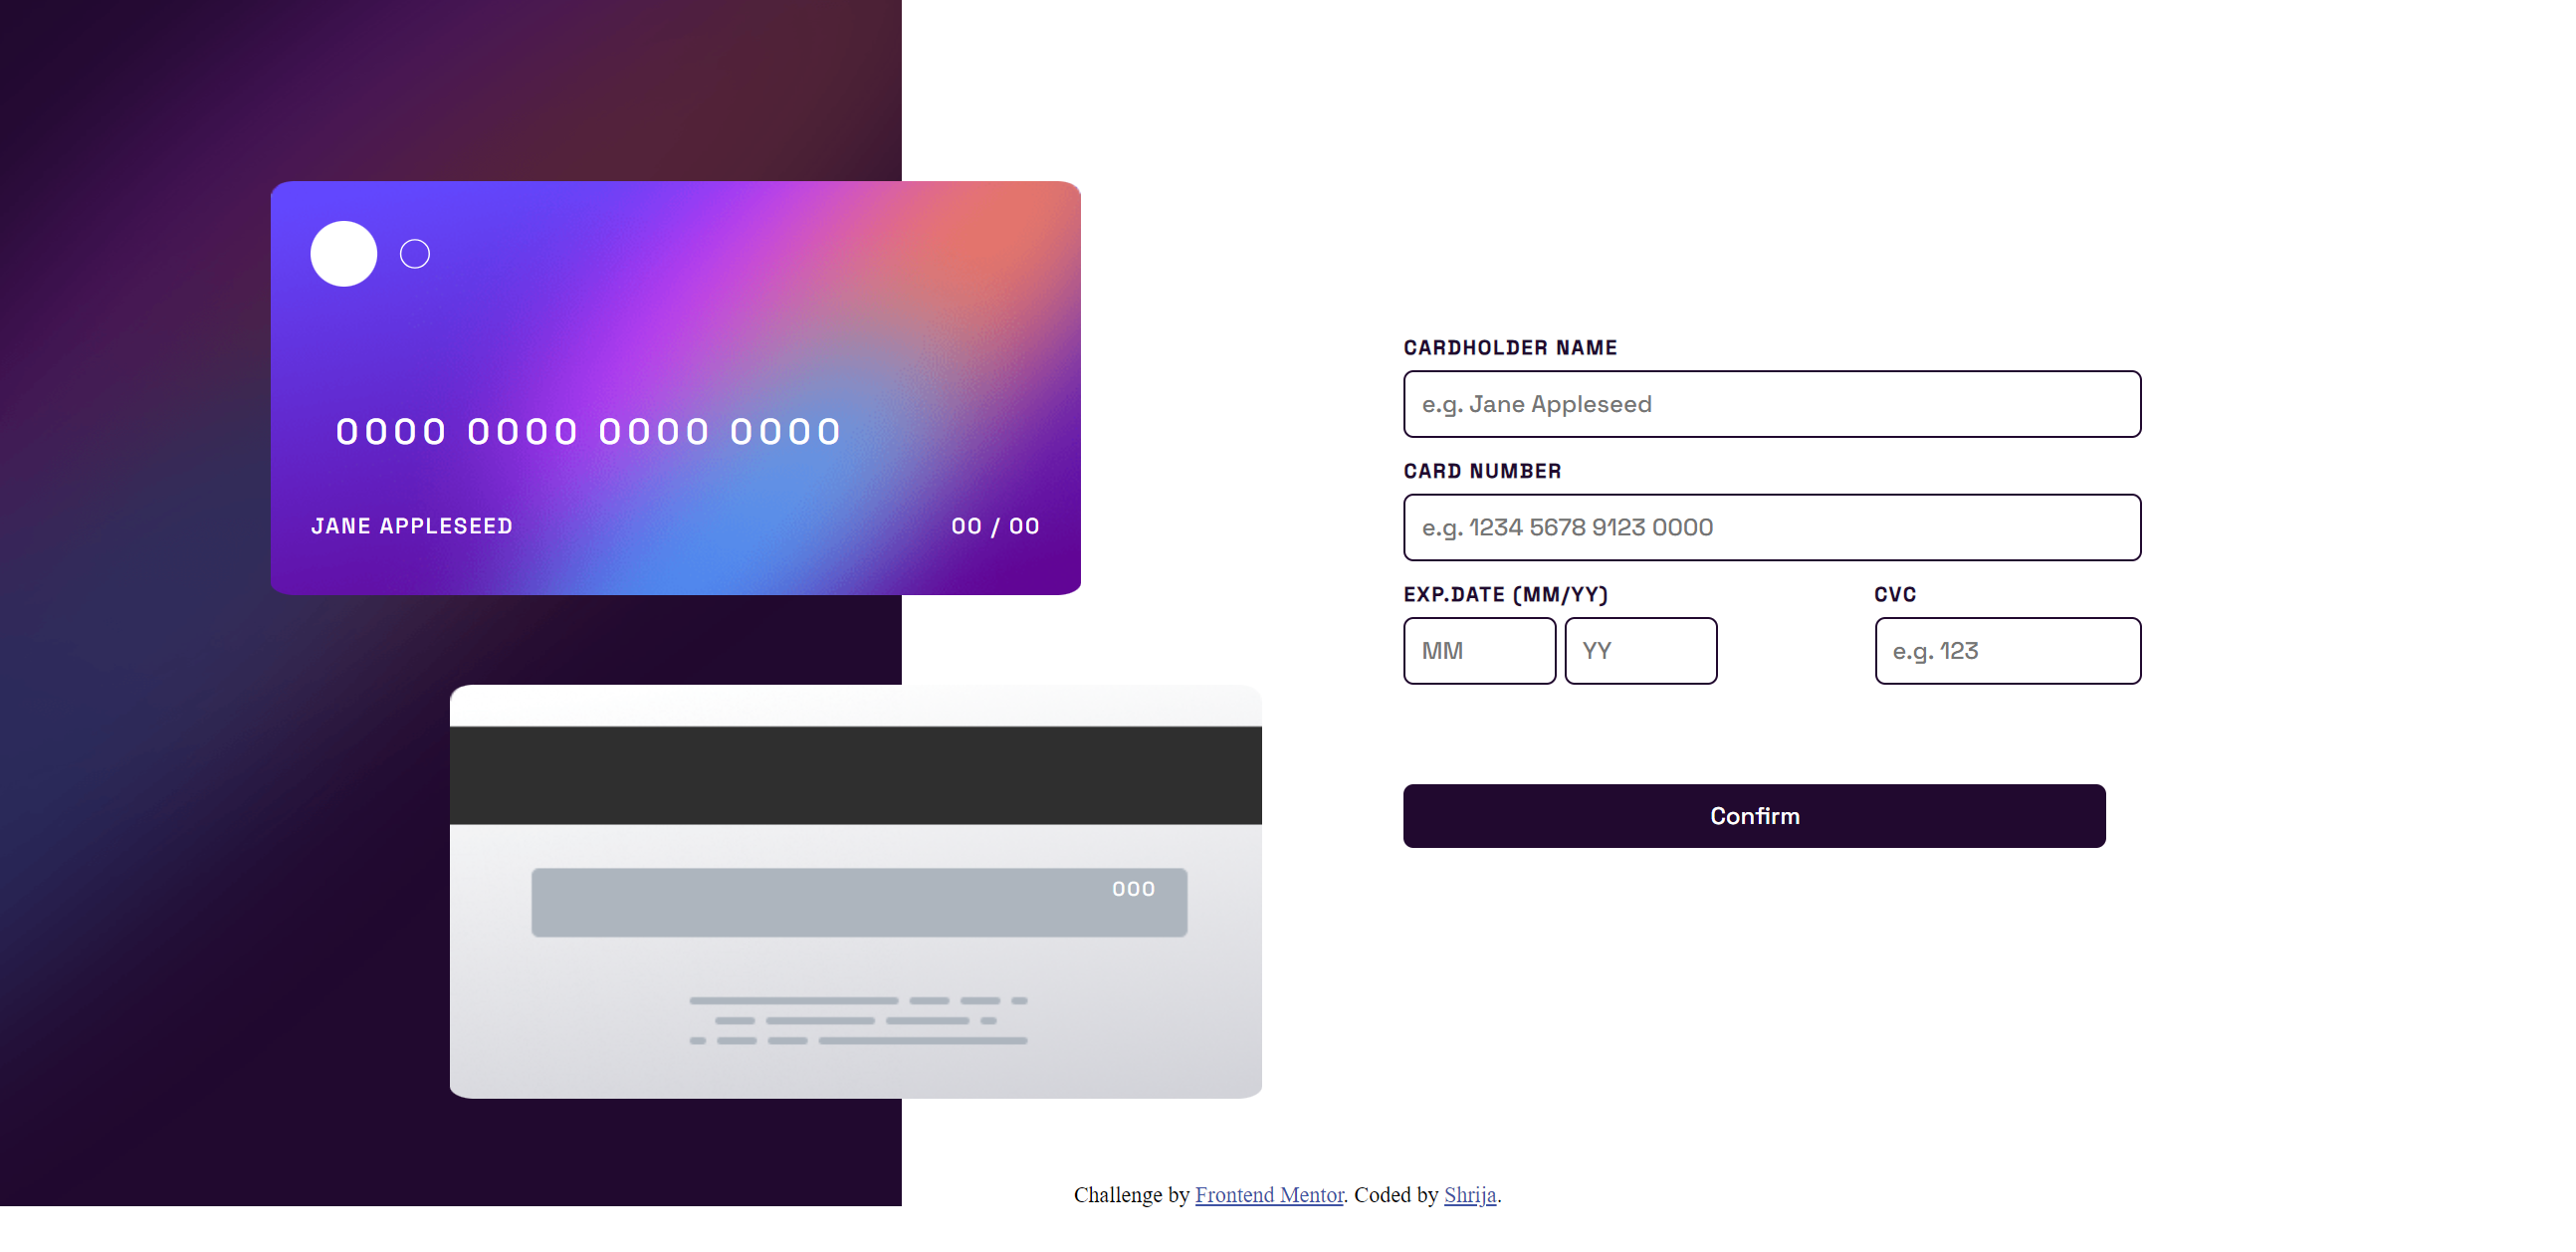 0000 0000 0000 0000
JANE APPLESEED 00 / 00
000
CARDHOLDER NAME
e.g. Jane Appleseed
CARD NUMBER
e.g. 1234 5678 9123 0000
EXP.DATE (MM/YY) CVC
MM YY e.g. 123
Confirm
Challenge by Frontend Mentor. Coded by Shrija.